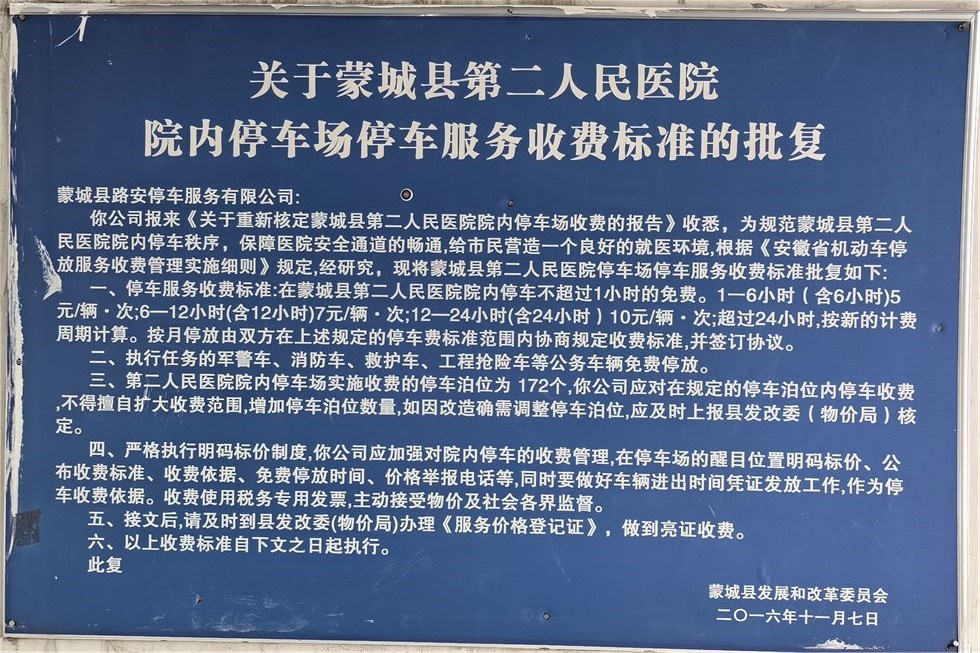 关于蒙城县第二人民医院
院内停车场停车服务收费标准的批复
蒙城县路安停车服务有限公司:
你公司报来《关于重新核定蒙城县第二人民医院院内停车场收费的报告》收悉，为规范蒙城县第二人
民医院院内停车秩序，保障医院安全通道的畅通,给市民营造一个良好的就医环境,根据《安徽省机动车停
放服务收费管理实施细则》规定,经研究，现将蒙城县第二人民医院停车场停车服务收费标准批复如下:
一、停车服务收费标准:在蒙城县第二人民医院院内停车不超过1小时的免费。1—6小时（含6小时)5
元/辆·次;6—12小时(含12小时)7元/辆·次;12—24小时(含24小时）10元/辆·次;超过24小时,按新的计费
周期计算。按月停放由双方在上述规定的停车费标准范围内协商规定收费标准,并签订协议。
二、执行任务的军警车、消防车、救护车、工程抢险车等公务车辆免费停放。
三、第二人民医院院内停车场实施收费的停车泊位为 172个,你公司应对在规定的停车泊位内停车收费
,不得擅自扩大收费范围,增加停车泊位数量,如因改造确需调整停车泊位,应及时上报县发改委（物价局）核
定。
四、严格执行明码标价制度,你公司应加强对院内停车的收费管理,在停车场的醒目位置明码标价、公
布收费标准、收费依据、免费停放时间、价格举报电话等,同时要做好车辆进出时间凭证发放工作,作为停
车收费依据。收费使用税务专用发票,主动接受物价及社会各界监督。
五、接文后,请及时到县发改委(物价局)办理《服务价格登记证》，做到亮证收费。
六、以上收费标准自下文之日起执行。
此复
蒙城县发展和改革委员会
二〇一六年十一月七日